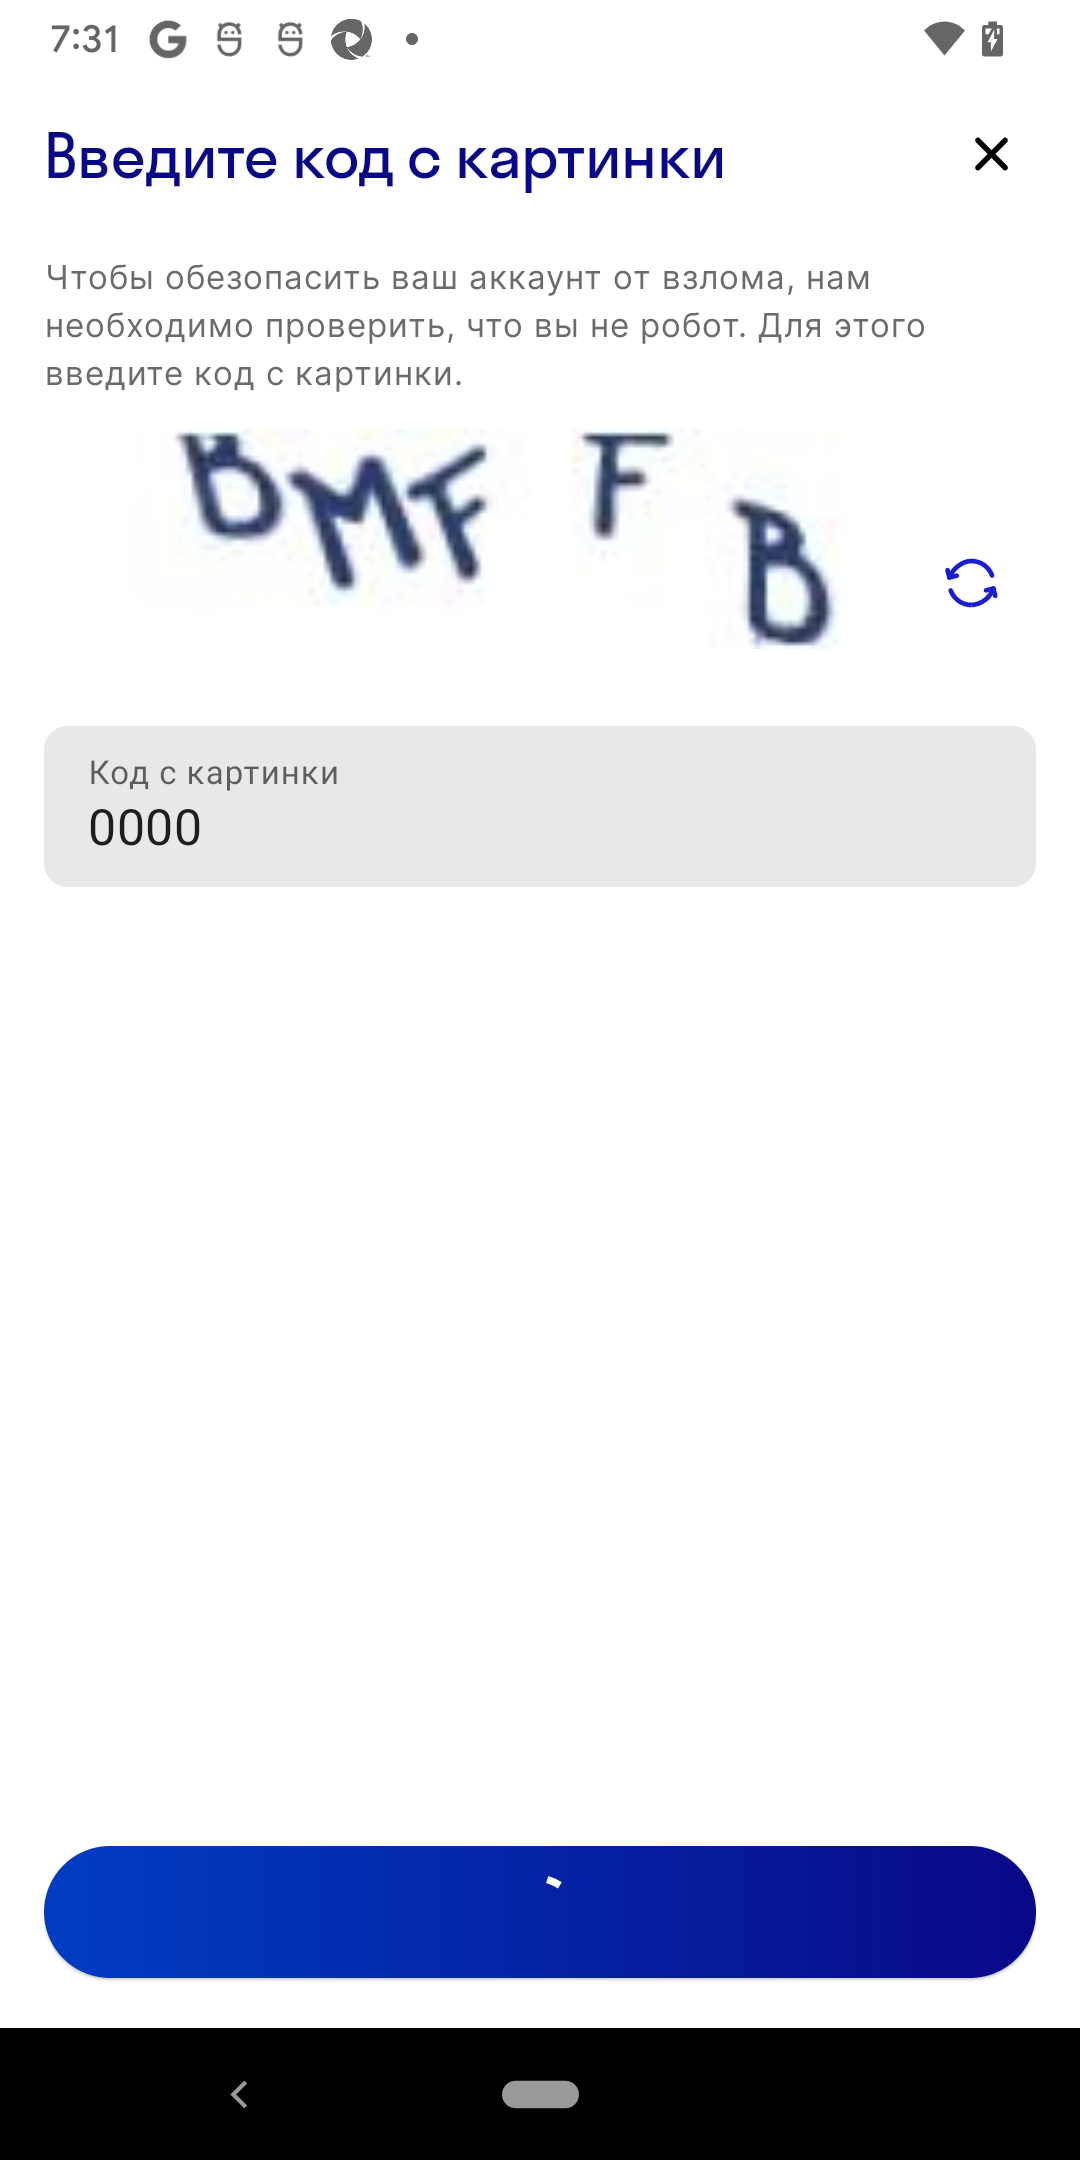 7:31
Введите код с картинки
Чтобы обезопасить ваш аккаунт от взлома, нам
необходимо проверить, что вы не робот. Для этого
введите код с картинки.
BMF F B
Код с картинки
0000